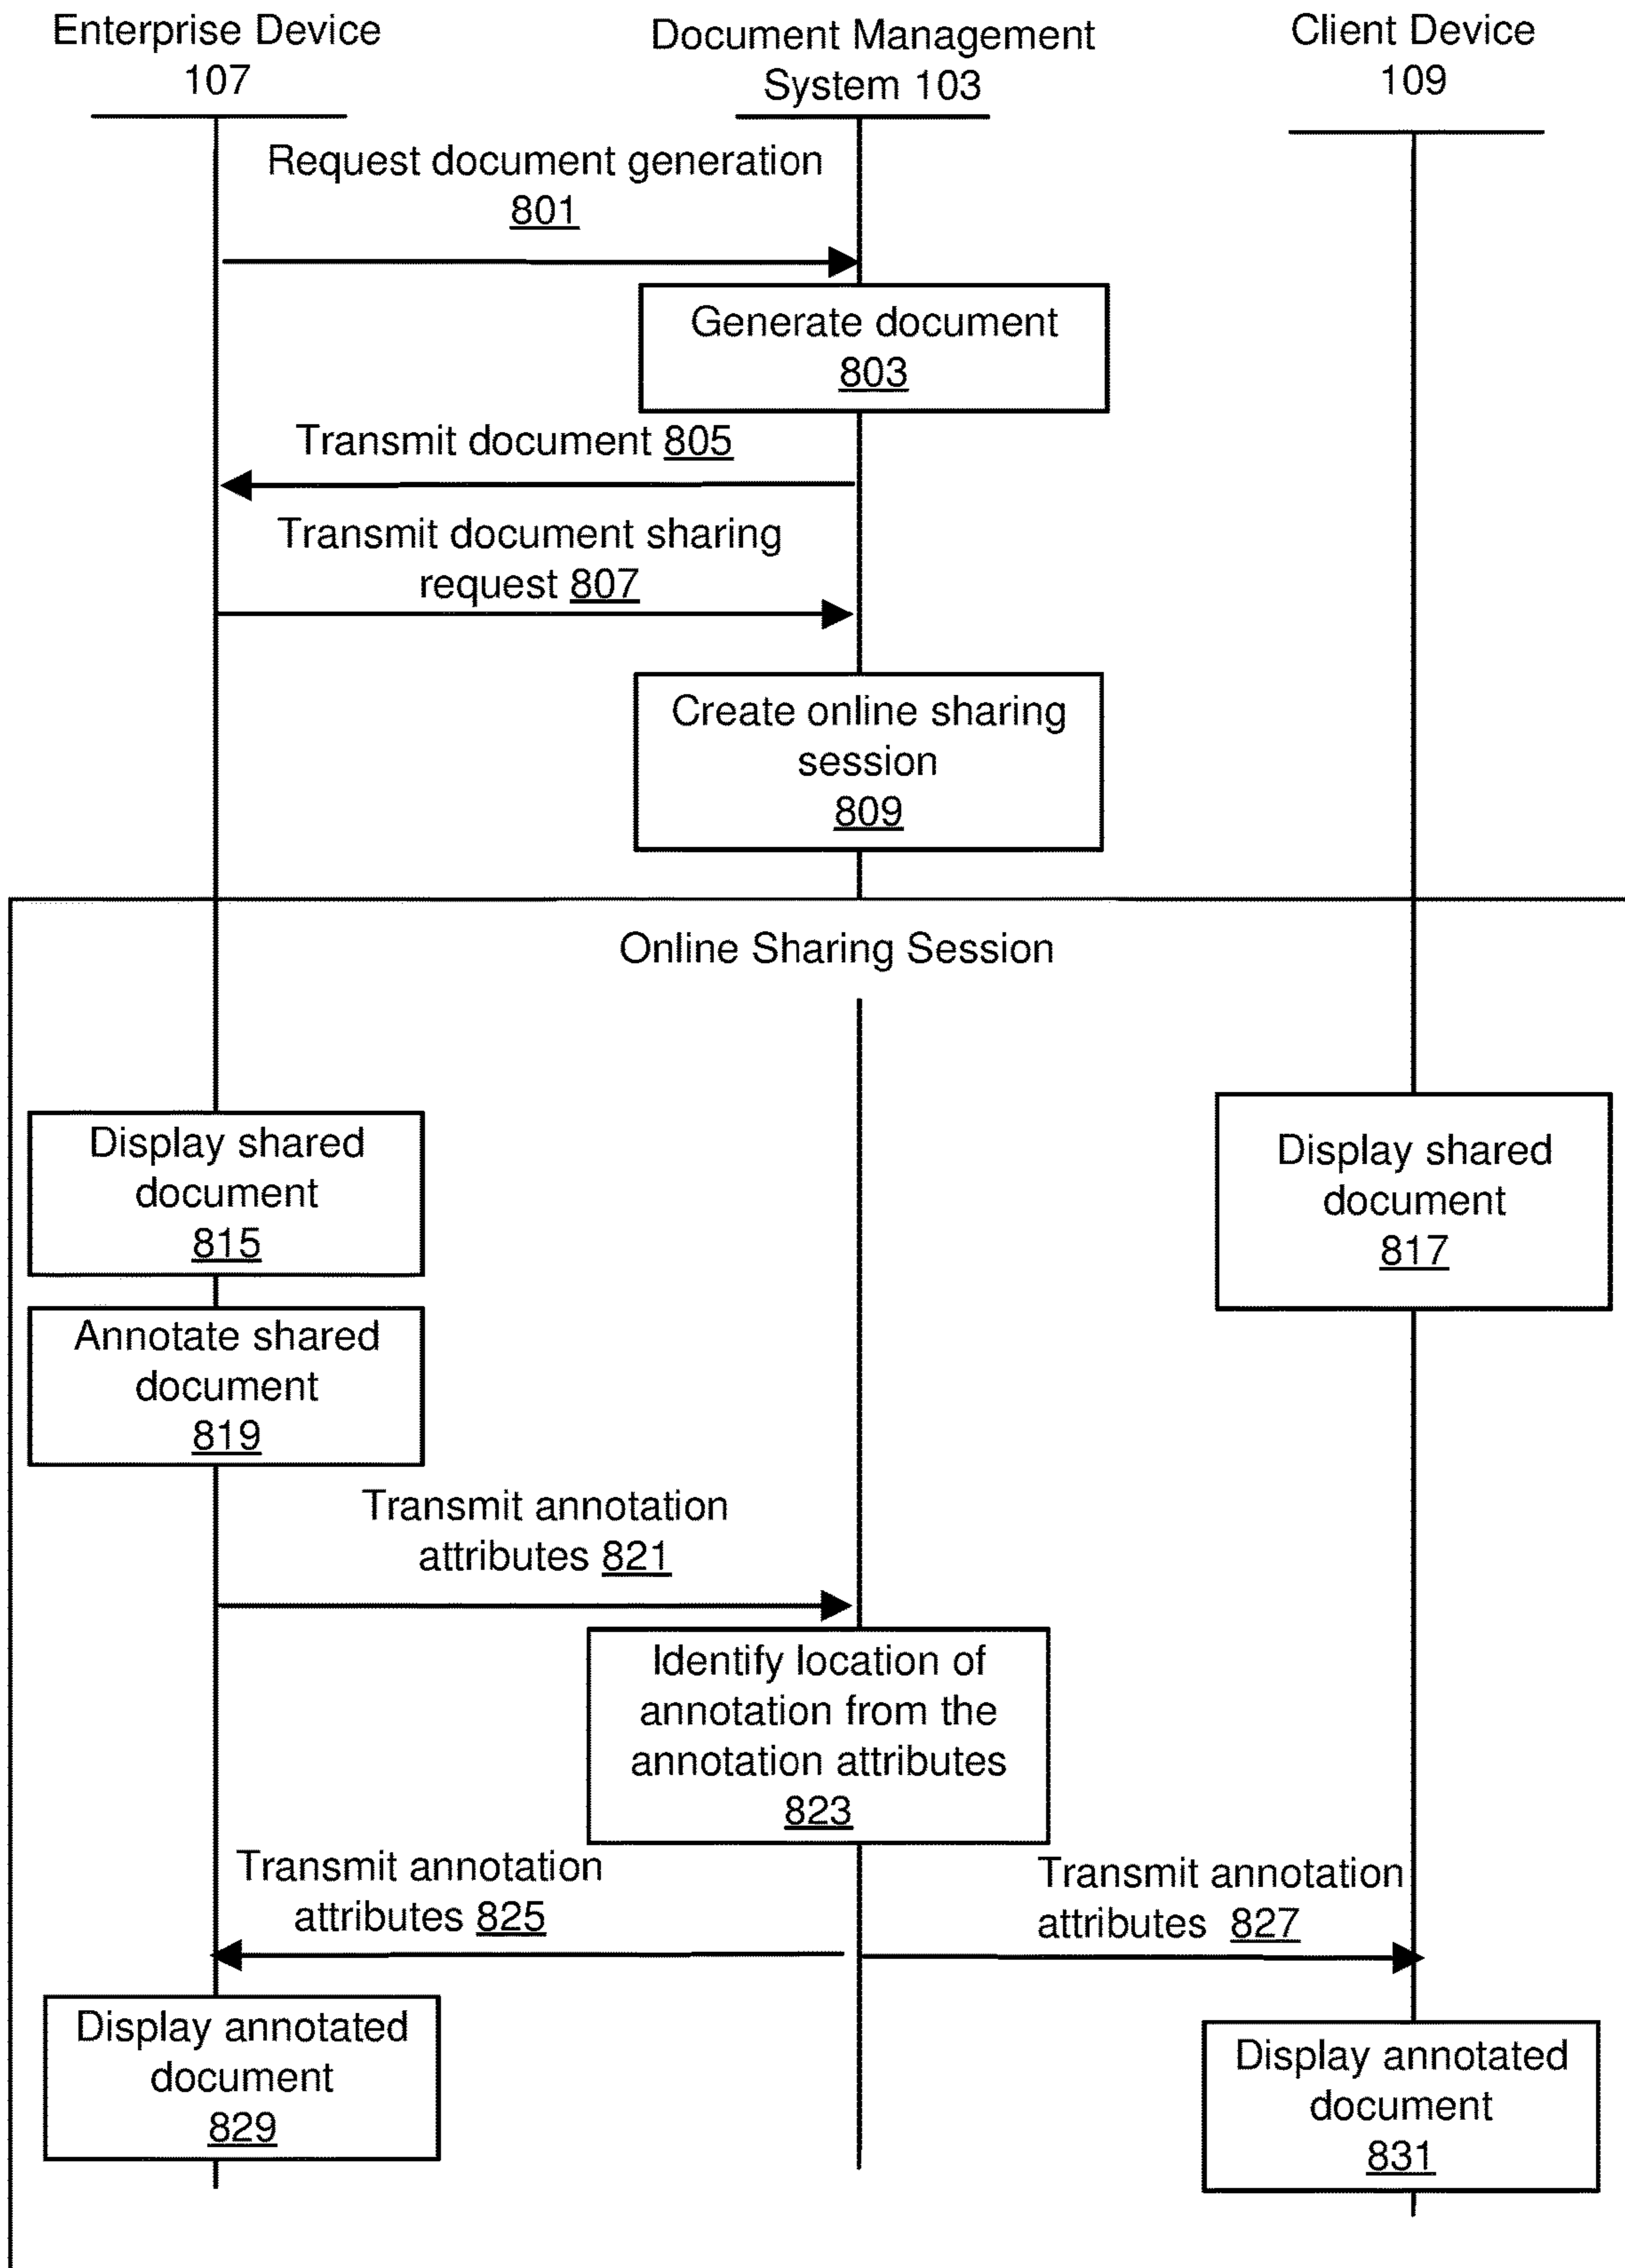 Enterprise Device
107
Document Management
System 103
Client Device
109
Request document generation
801
Generate document
803
Transmit document 805
Transmit document sharing
request 807
Create online sharing
session
809
Online Sharing Session
Display shared
document
815
Display shared
document
817
Annotate shared
document
819
Transmit annotation
attributes 821
Identify location of
annotation from the
annotation attributes
823
Transmit annotation
attributes 825
Transmit annotation
attributes 827
Display annotated
document
829
Display annotated
document
831